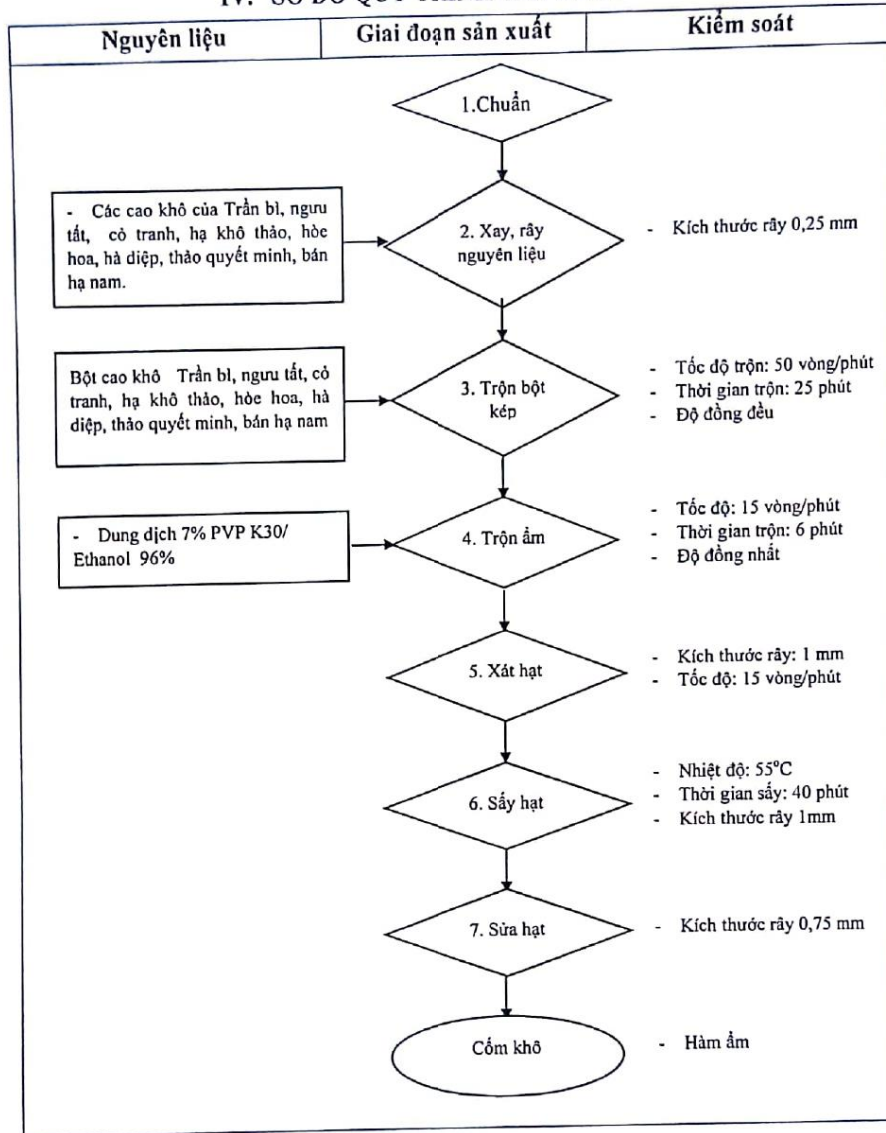 IV. SƠ ĐỒ QUY
Nguyên liệu
Giai đoạn sản xuất
Kiểm soát
1.Chuẩn
- Các cao khô của Trần bì, ngưu
tất, cỏ tranh, hạ khô thảo, hòe
hoa, hà diệp, thảo quyết minh, bán
hạ nam.
2. Xay, rây
nguyên liệu
- Kích thước rây 0,25 mm
Bột cao khô Trần bì, ngưu tất, cỏ
tranh, hạ khô thảo, hòe hoa, hà
diệp, thảo quyết minh, bán hạ nam
3. Trộn bột
kép
- Tốc độ trộn: 50 vòng/phút
- Thời gian trộn: 25 phút
- Độ đồng đều
- Dung dịch 7% PVP K30/
Ethanol 96%
4. Trộn ẩm
- Tốc độ: 15 vòng/phút
- Thời gian trộn: 6 phút
- Độ đồng nhất
5. Xát hạt
- Kích thước rây: 1 mm
- Tốc độ: 15 vòng/phút
6. Sấy hạt
- Nhiệt độ: 55°C
- Thời gian sấy: 40 phút
- Kích thước rây 1mm
7. Sửa hạt
- Kích thước rây 0,75 mm
Cốm khô
- Hàm ẩm